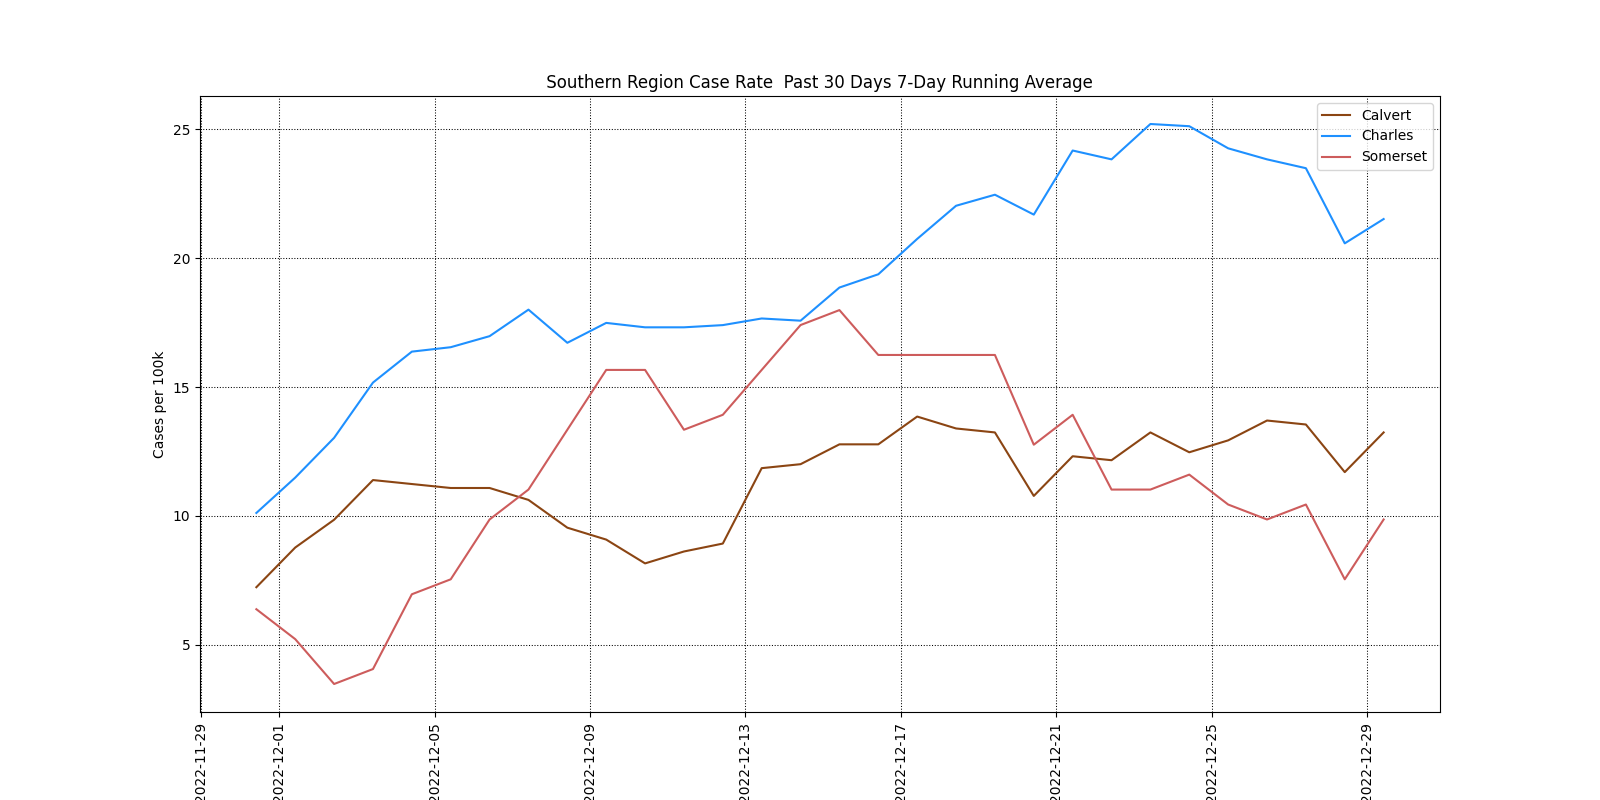 Southern Region Case Rate  Past 30 Days 7-Day Running Average
Calvert
Charles
Somerset
25
20
15
10
5
Cases per 100k
2022-11-29
2022-12-01
2022-12-05
2022-12-09
2022-12-13
2022-12-17
2022-12-21
2022-12-25
2022-12-29